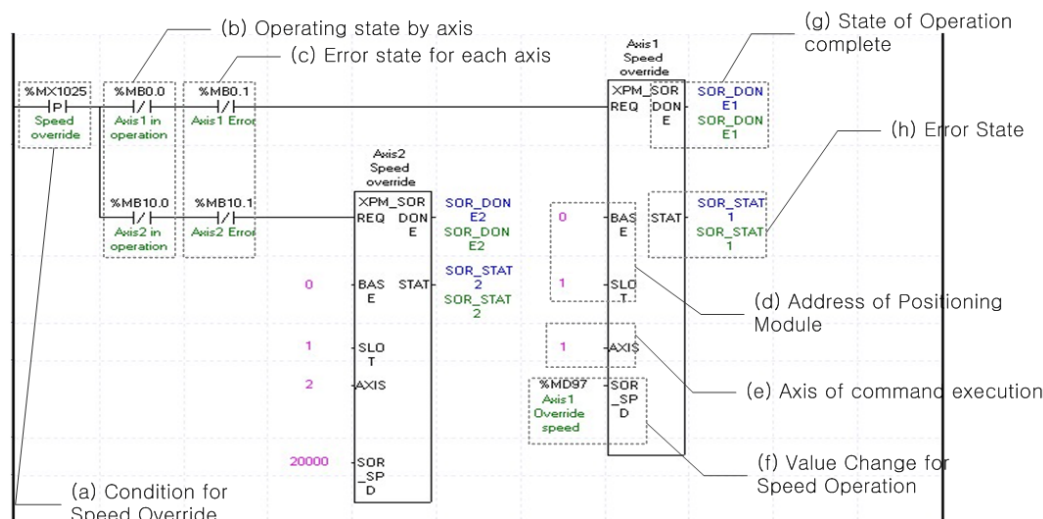 (b) Operating state by axis
(c) Error state for each axis
(g) State of Operation
complete
Axis1
Speed
override
%MX1025
%MB0.0
%MB0.1
XPM_SOR
SOR_DON
E1
P
REQ
DON
E
SOR_DON
E1
Speed
override
Axis1 in
operation
Axis1 Error
(h) Error State
Axis2
Speed
override
%MB10.0
%MB10.1
XPM_SOR
REQ
DON
E
SOR_DON
E2
SOR_DON
E2
Axis2 in
operation
Axis2 Error
0
BAS
E
STAT
SOR_STAT
1
SOR_STAT
1
0
BAS
E
STAT
SOR_STAT
2
SOR_STAT
2
1
SLO
T
(d) Address of Positioning
Module
1
SLO
T
1
AXIS
2
AXIS
%MD97
Axis1
Override
speed
SOR
_SP
D
(e) Axis of command execution
20000
SOR
_SP
D
(f) Value Change for
Speed Operation
(a) Condition for
Speed Override